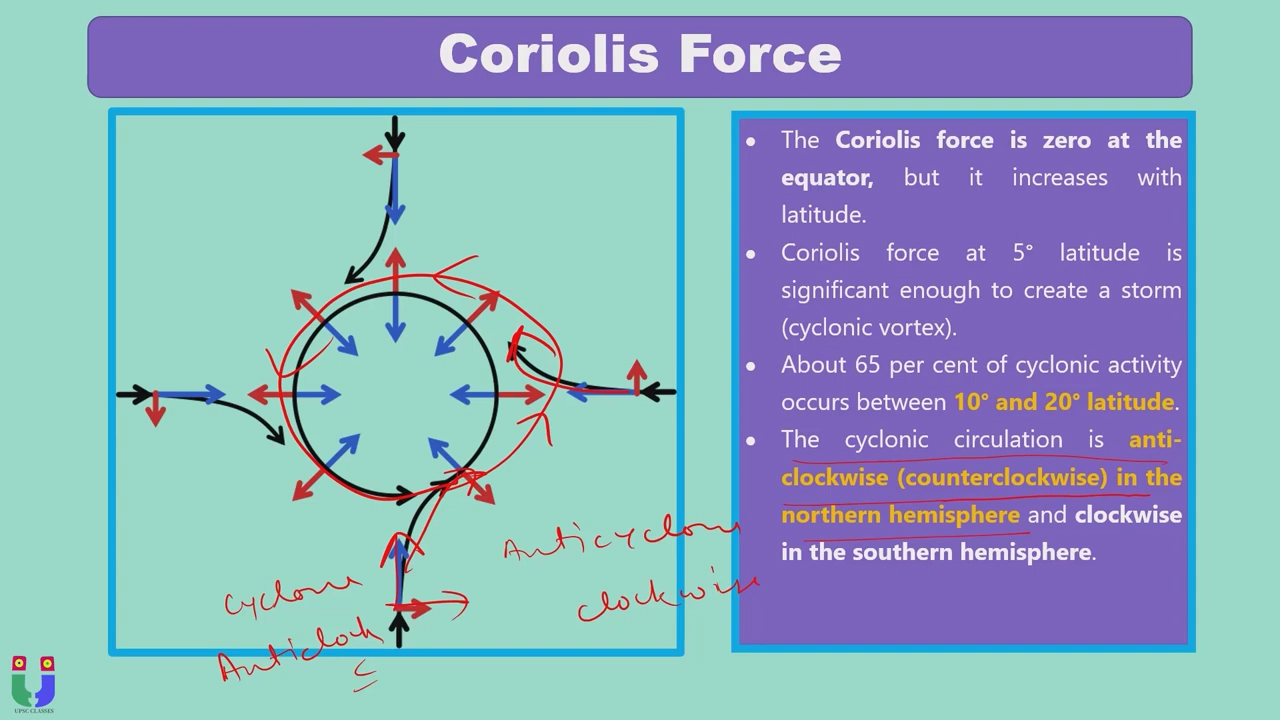 Coriolis Force
• The Coriolis force is zero at the
equator, but it increases with
latitude.
• Coriolis force at 5° latitude is
significant enough to create a storm
(cyclonic vortex).
• About 65 per cent of cyclonic activity
occurs between 10° and 20° latitude.
• The cyclonic circulation is anti-
clockwise (counterclockwise) in the
northern hemisphere and clockwise
in the southern hemisphere.
Anticyclone
clockwise
Cyclone
Anticlock
UPSC CLASSES